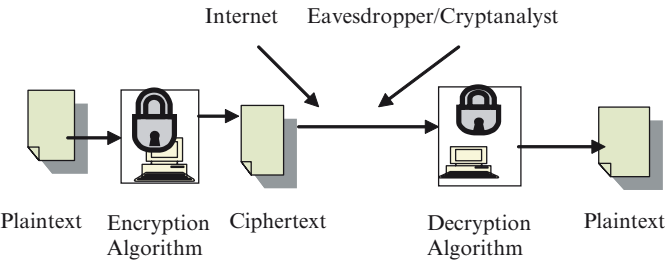 Internet Eavesdropper/Cryptanalyst
Plaintext Encryption Ciphertext Decryption Plaintext
Algorithm Algorithm